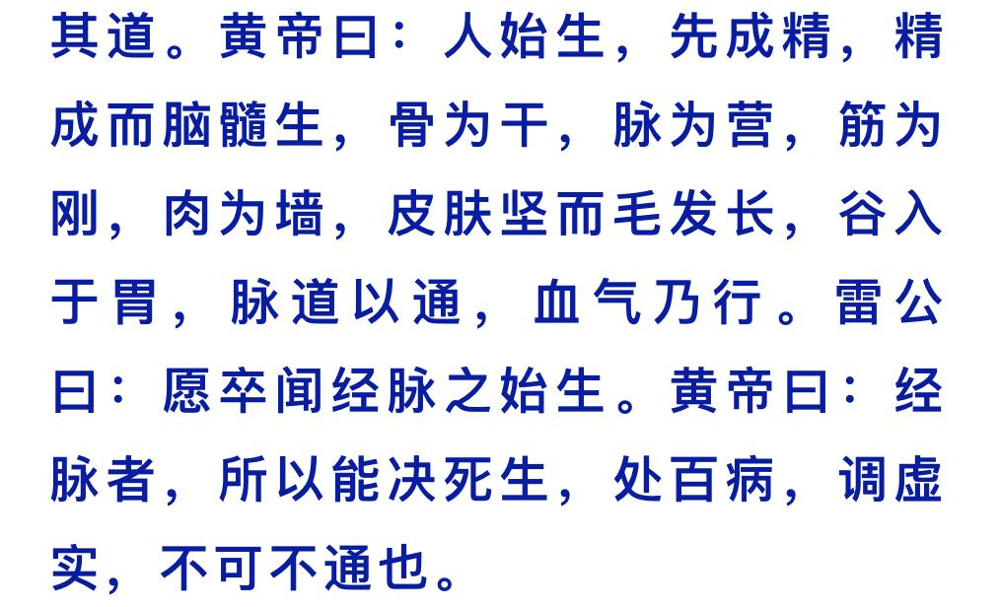 其道。黄帝曰：人始生，先成精，精
成而脑髓生，骨为干，脉为营，筋为
刚，肉为墙，皮肤坚而毛发长，谷入
于胃，脉道以通，血气乃行。雷公
曰：愿卒闻经脉之始生。黄帝曰：经
脉者，所以能决死生，处百病，调虚
实，不可不通也。